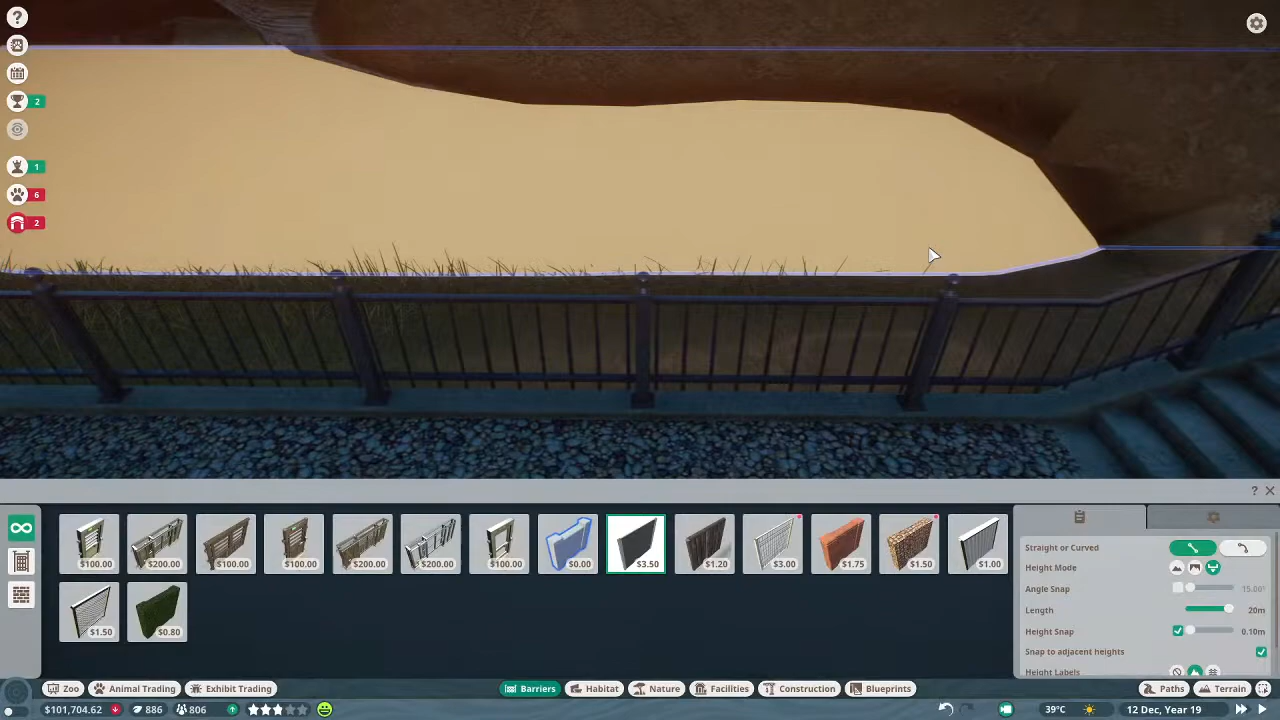 ?
2
1
6
2
? ×
$100.00 $200.00 $100.00 $100.00 $200.00 $200.00 $100.00 $0.00 $3.50 $1.20 $3.00 $1.75 $1.50 $1.00
$1.50 $0.80
Straight or Curved
Height Mode
Angle Snap 15.00°
Length 20m
Height Snap 0.10m
Snap to adjacent heights
Height Labels
Zoo Animal Trading Exhibit Trading Barriers Habitat Nature Facilities Construction Blueprints Paths Terrain
$101,704.62 886 806 39°C 12 Dec, Year 19